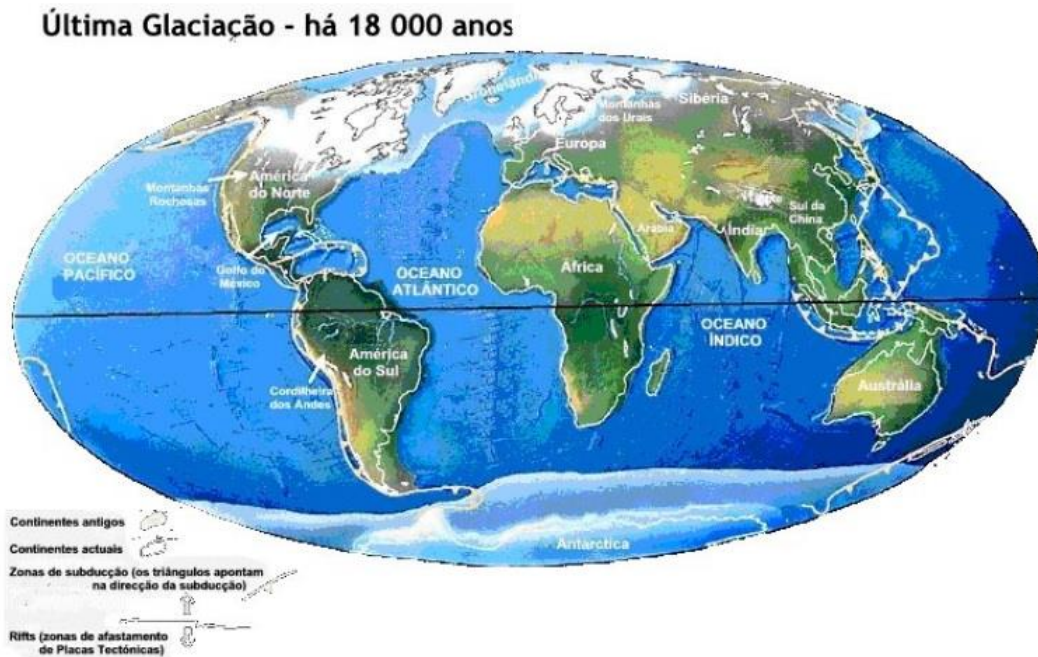 Última Glaciação - há 18 000 anos
Gronelândia
Montanhas
dos Urais
Sibéria
Europa
América
do Norte
Montanhas
Rochosas
Sul da
China
Índia
Arabia
África
OCEANO
PACÍFICO
Golfo do
México
OCEANO
ATLÂNTICO
OCEANO
ÍNDICO
América
do Sul
Cordilheira
dos Andes
Austrália
Antarctica
Continentes antigos
Continentes actuais
Zonas de subducção (os triângulos apontam
na direcção da subducção)
Rifts (zonas de afastamento
de Placas Tectónicas)